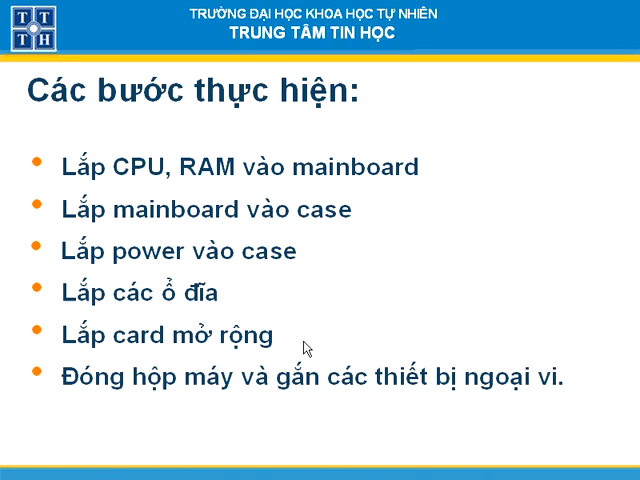 TRƯỜNG ĐẠI HỌC KHOA HỌC TỰ NHIÊN
TRUNG TÂM TIN HỌC
T T
T H
Các bước thực hiện:
• Lắp CPU, RAM vào mainboard
• Lắp mainboard vào case
• Lắp power vào case
• Lắp các ổ đĩa
• Lắp card mở rộng
• Đóng hộp máy và gắn các thiết bị ngoại vi.